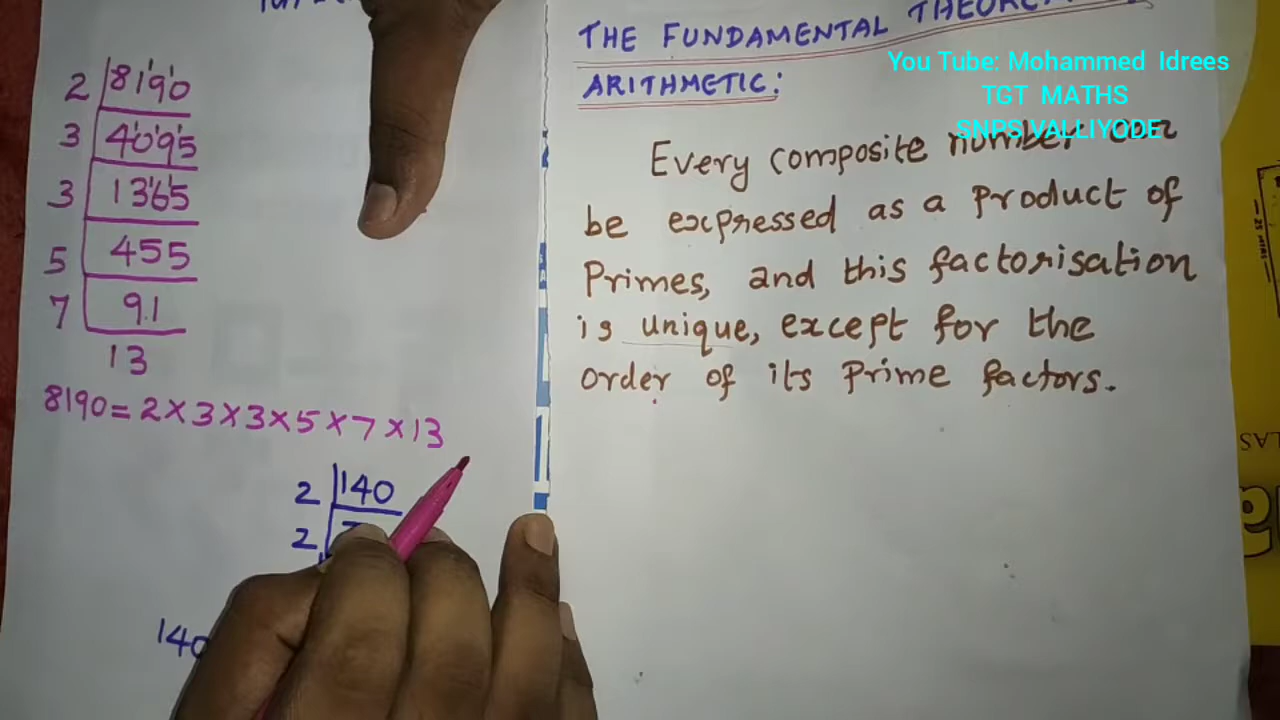 2 8190
3 4095
3 1365
5 455
7 91
13
8190 = 2 × 3 × 3 × 5 × 7 × 13
2 140
2
140
THE FUNDAMENTAL
ARITHMETIC:
Every composite number can
be expressed as a Product of
Primes, and this factorisation
is unique, except for the
order of its Prime factors.
You Tube: Mohammed Idrees
TGT MATHS
SNPS VALLIYODE